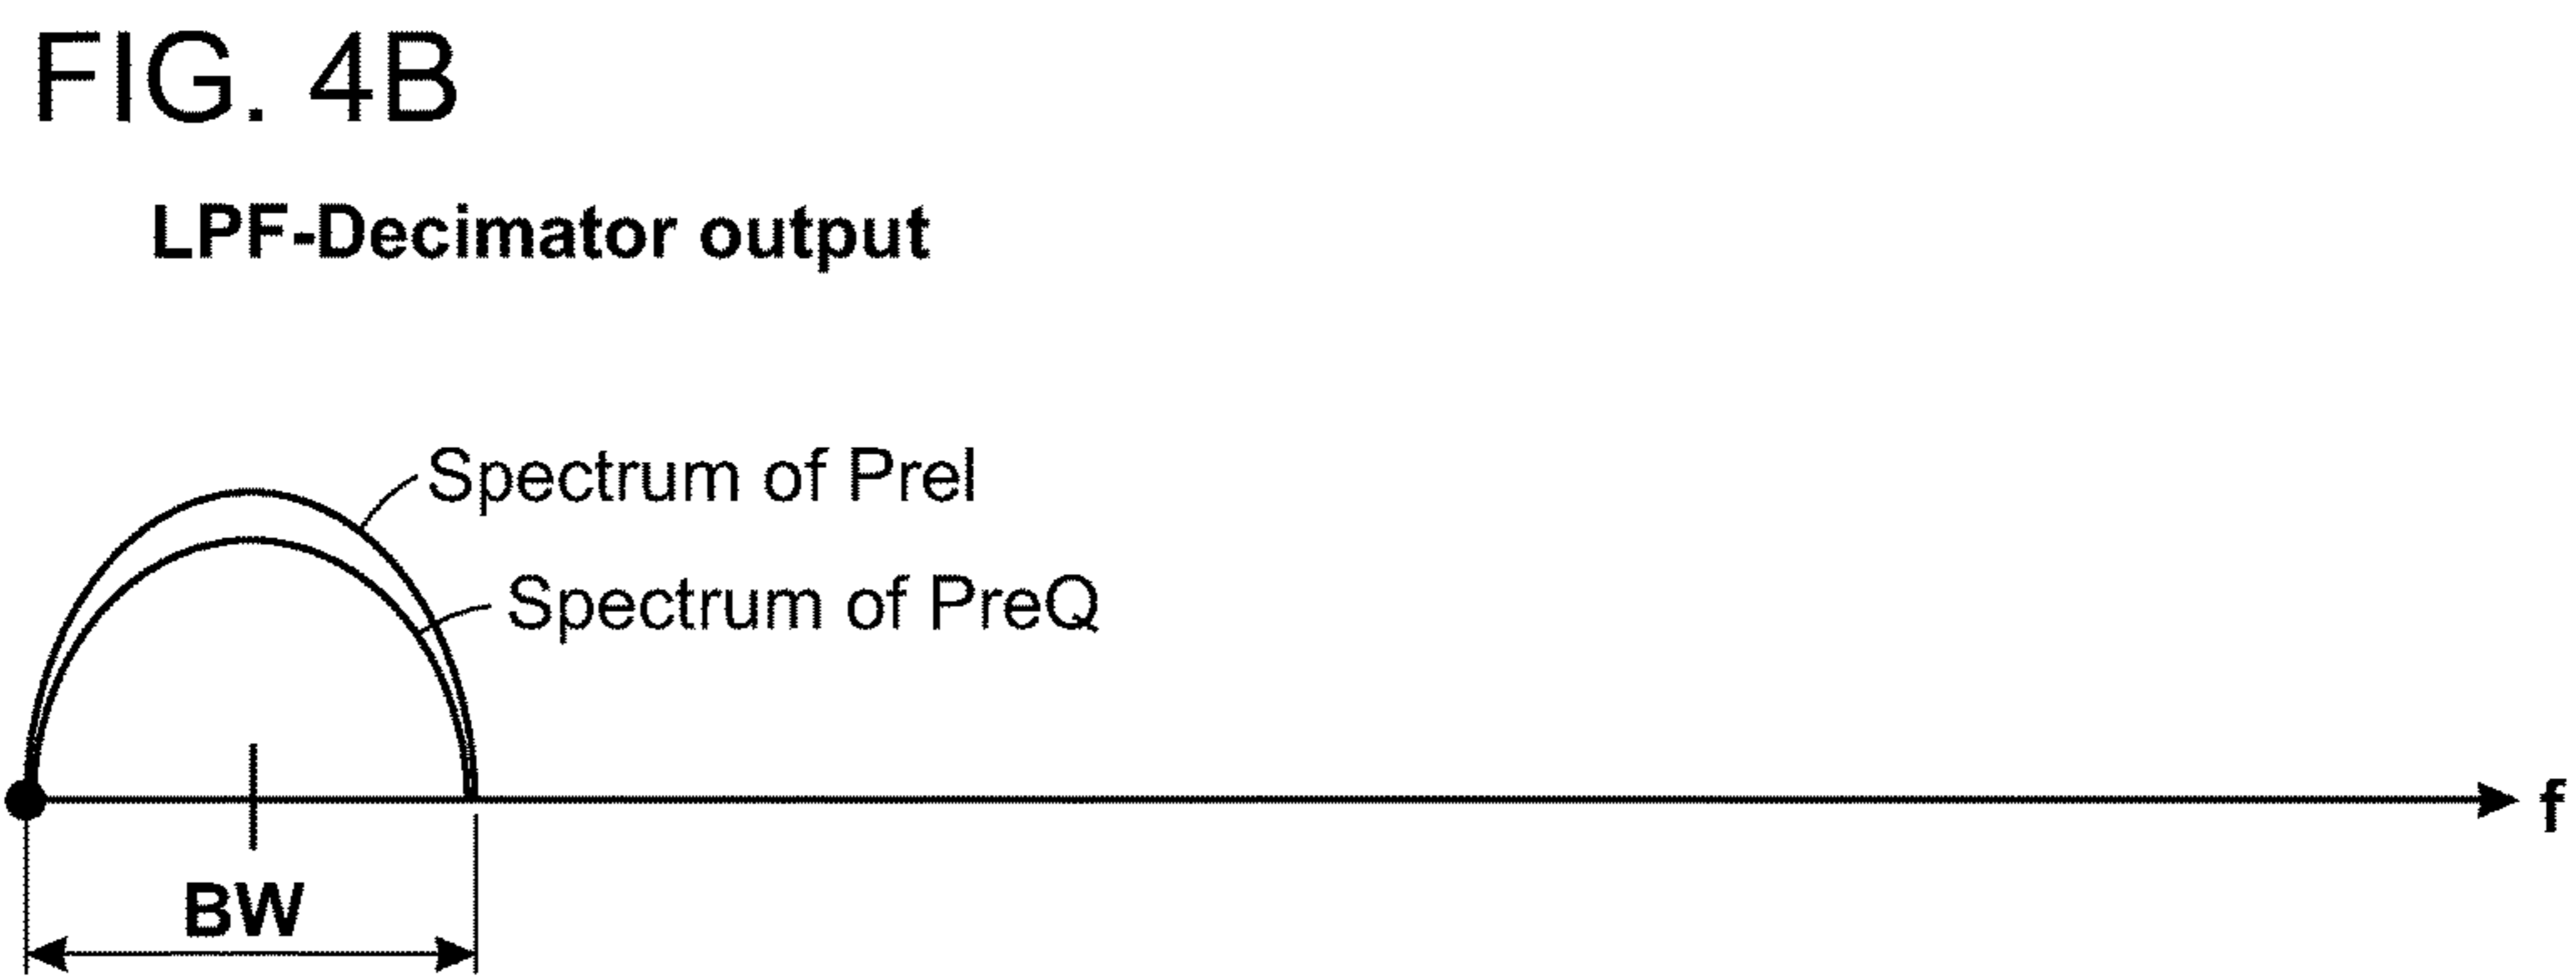 FIG. 4B
LPF-Decimator output
Spectrum of PreI
Spectrum of PreQ
f
BW